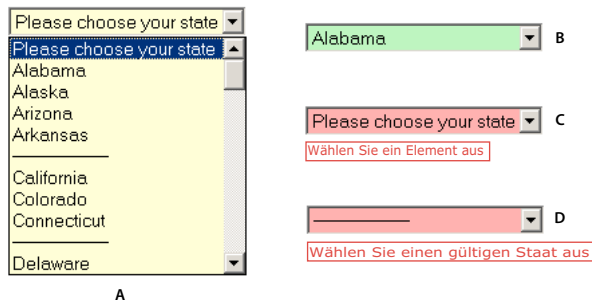 Please choose your state
Please choose your state
Alabama
Alaska
Arizona
Arkansas
California
Colorado
Connecticut
Delaware
A
Alabama
B
Please choose your state
C
Wählen Sie ein Element aus
D
Wählen Sie einen gültigen Staat aus